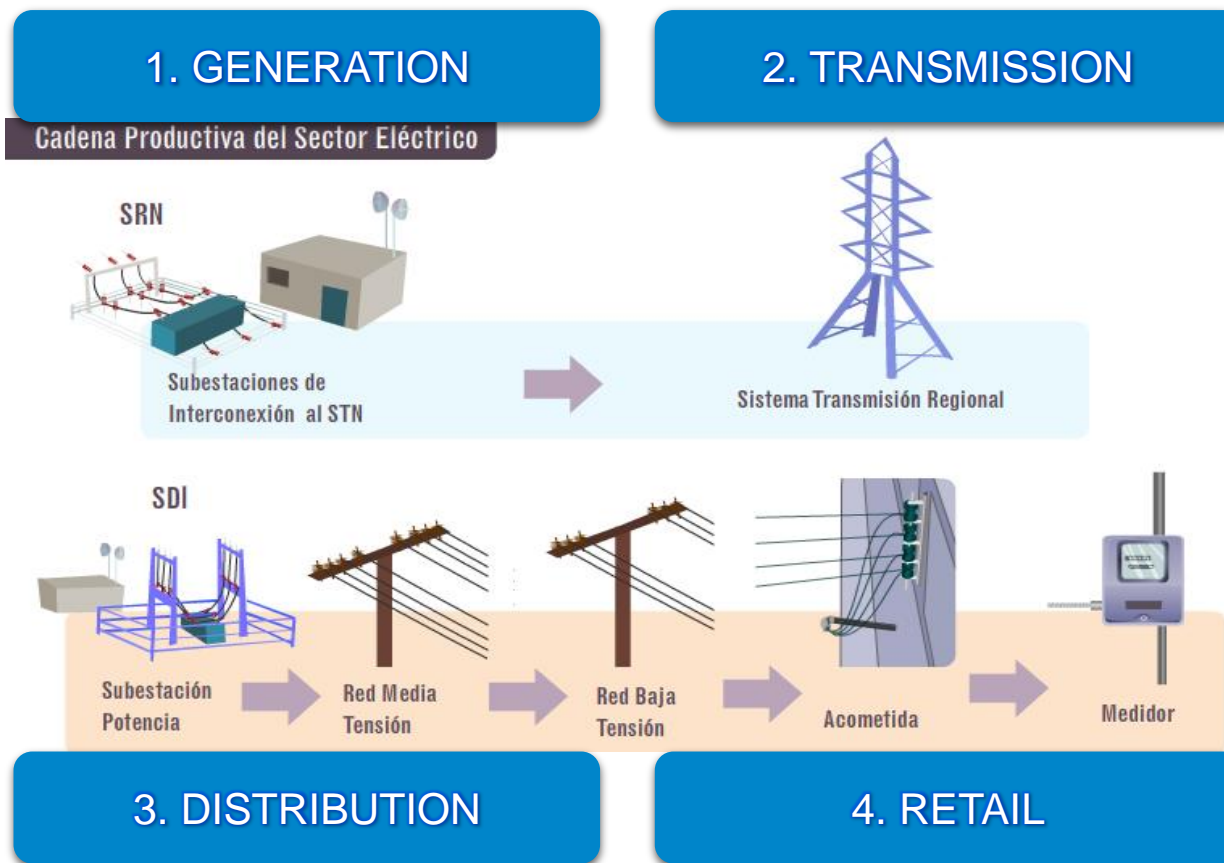 1. GENERATION
2. TRANSMISSION
Cadena Productiva del Sector Eléctrico
SRN
Subestaciones de
Interconexión al STN
Sistema Transmisión Regional
SDI
Subestación
Potencia
Red Media
Tensión
Red Baja
Tensión
Acometida
Medidor
3. DISTRIBUTION
4. RETAIL